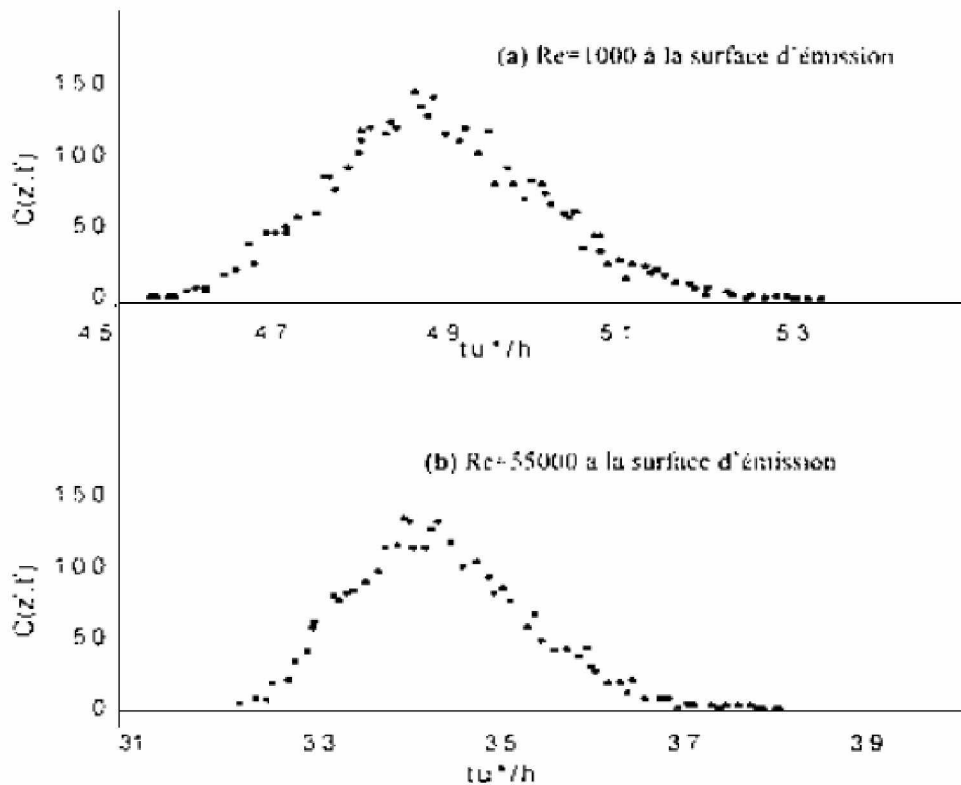 (a) Re=1000 à la surface d'émission
150
100
50
0
C(z'.t')
45 47 49 51 53
tu*/h
(b) Re=55000 a la surface d'émission
150
100
50
0
C(z'.t')
31 33 35 37 39
tu*/h